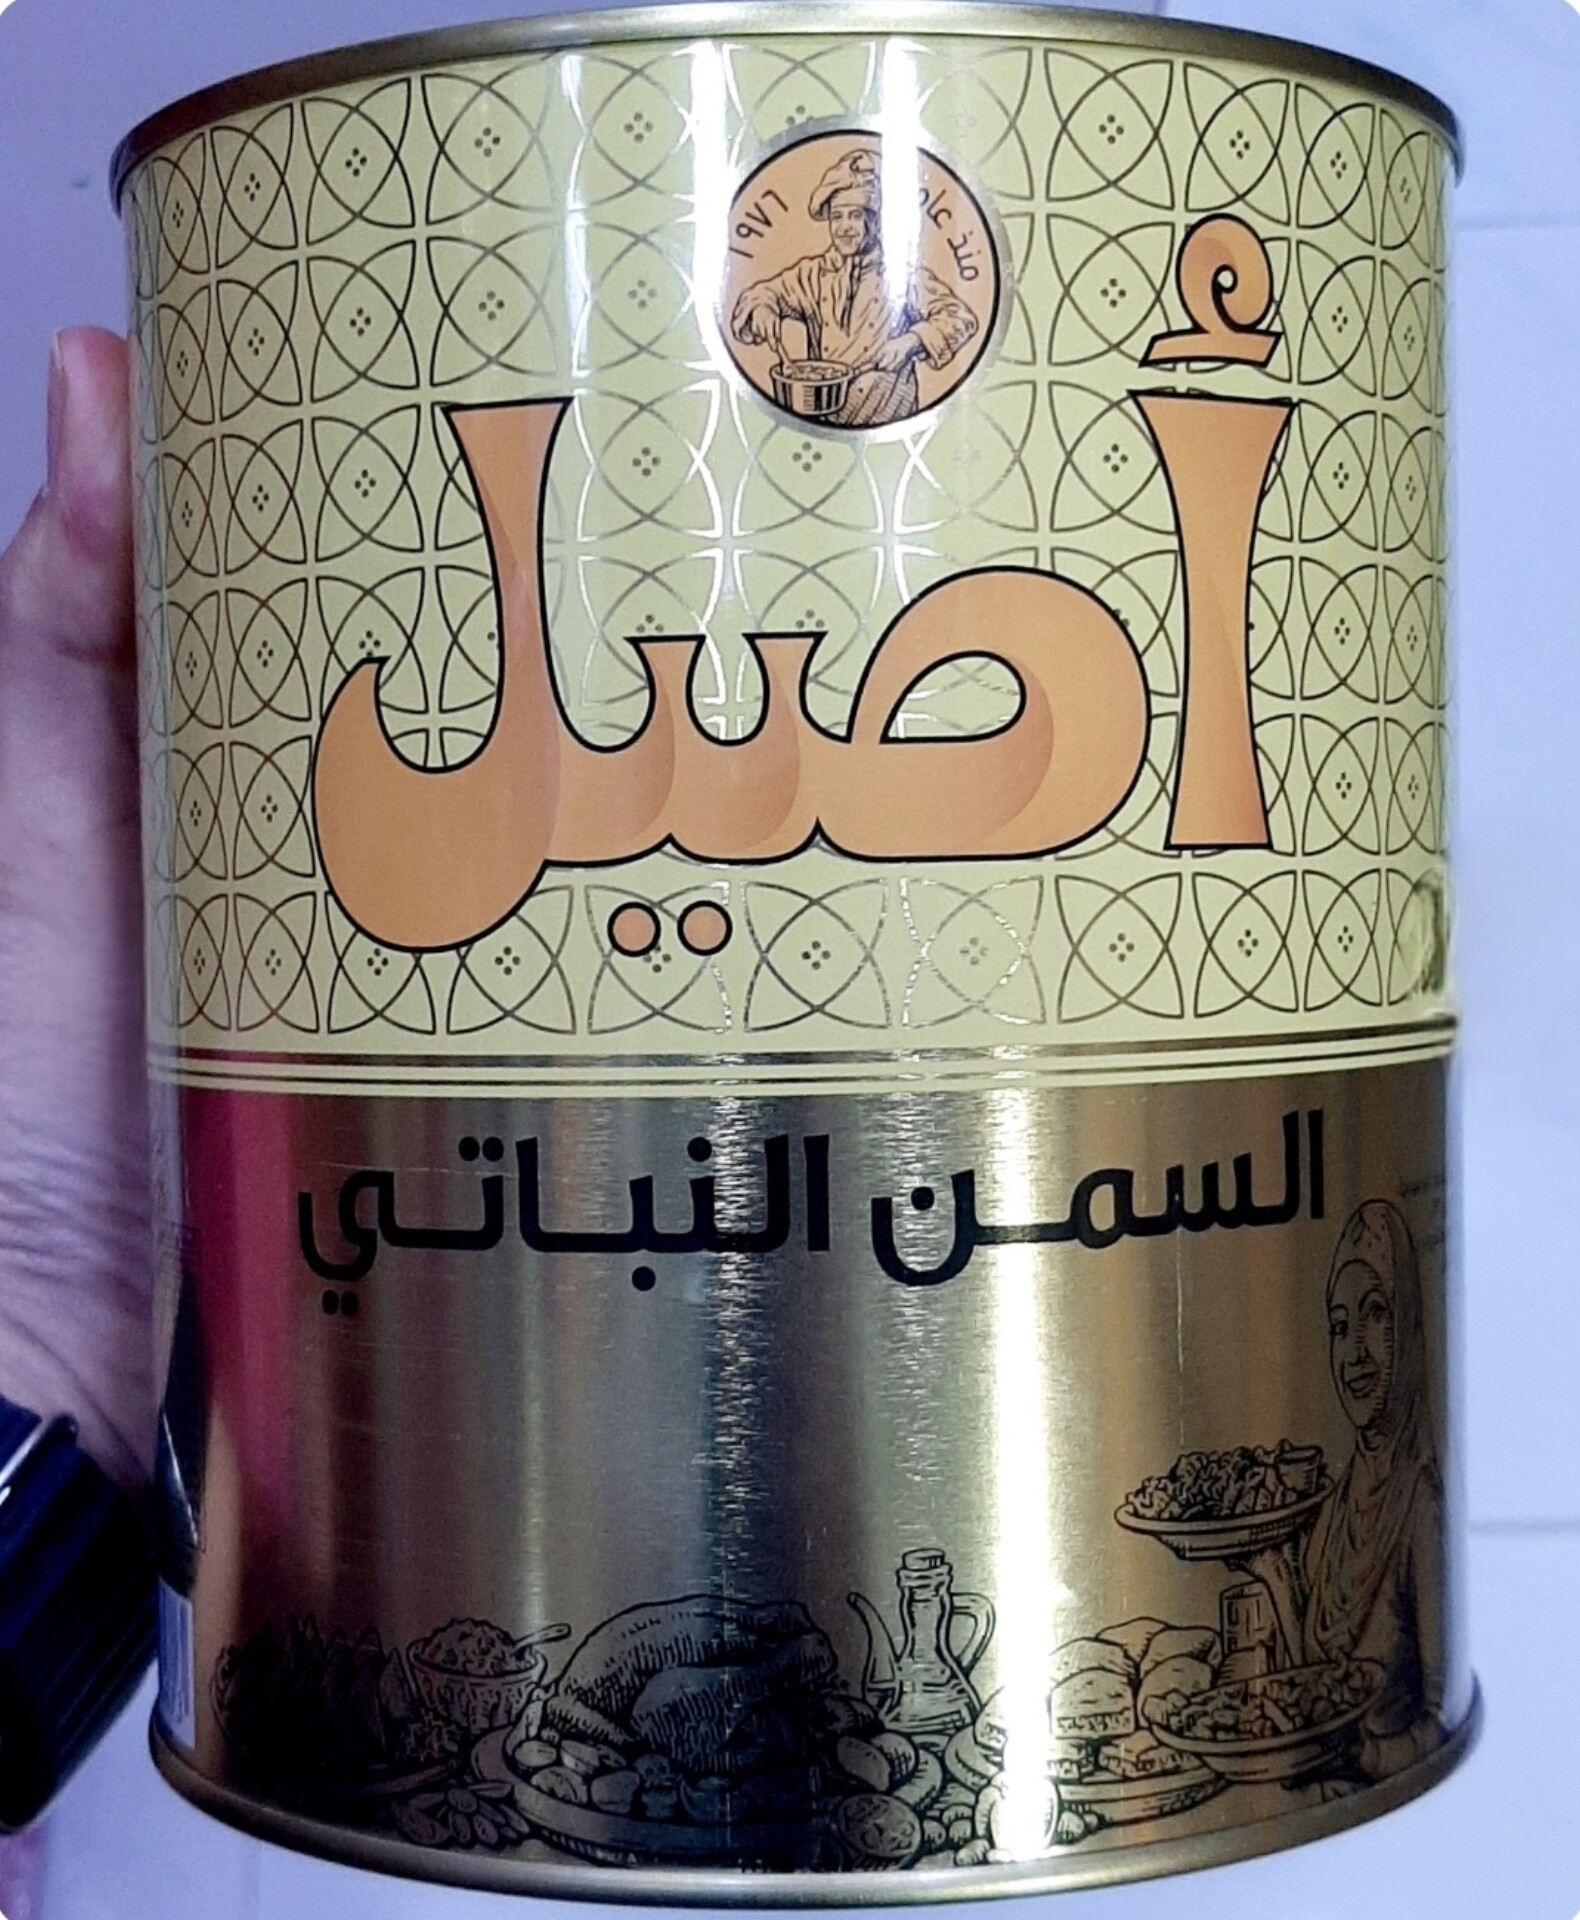 منذ عام ١٩٧٦
أصيل
السمن النباتي